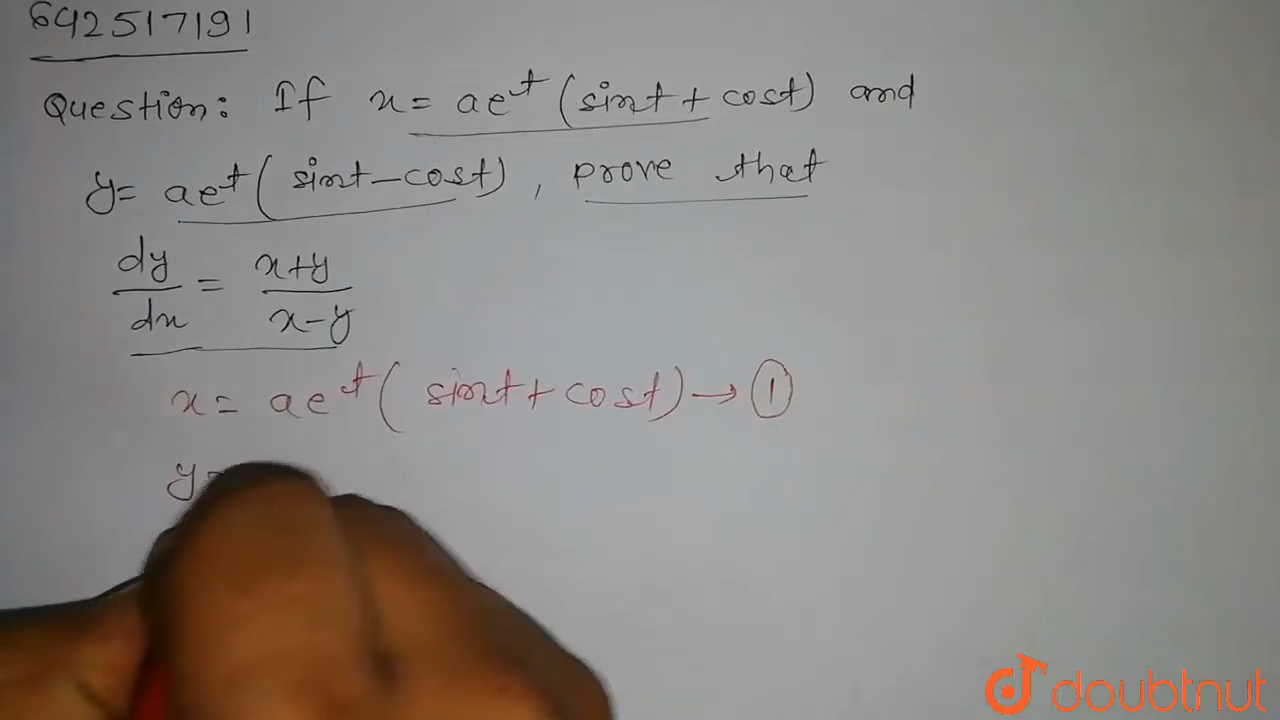 642517191
Question: If x = ae^t (sint + cost) and
y = ae^t ( sint - cost) , prove that
dy/dx = x+y/x-y
x = ae^t ( sint + cost) → ①
y=
doubtnut